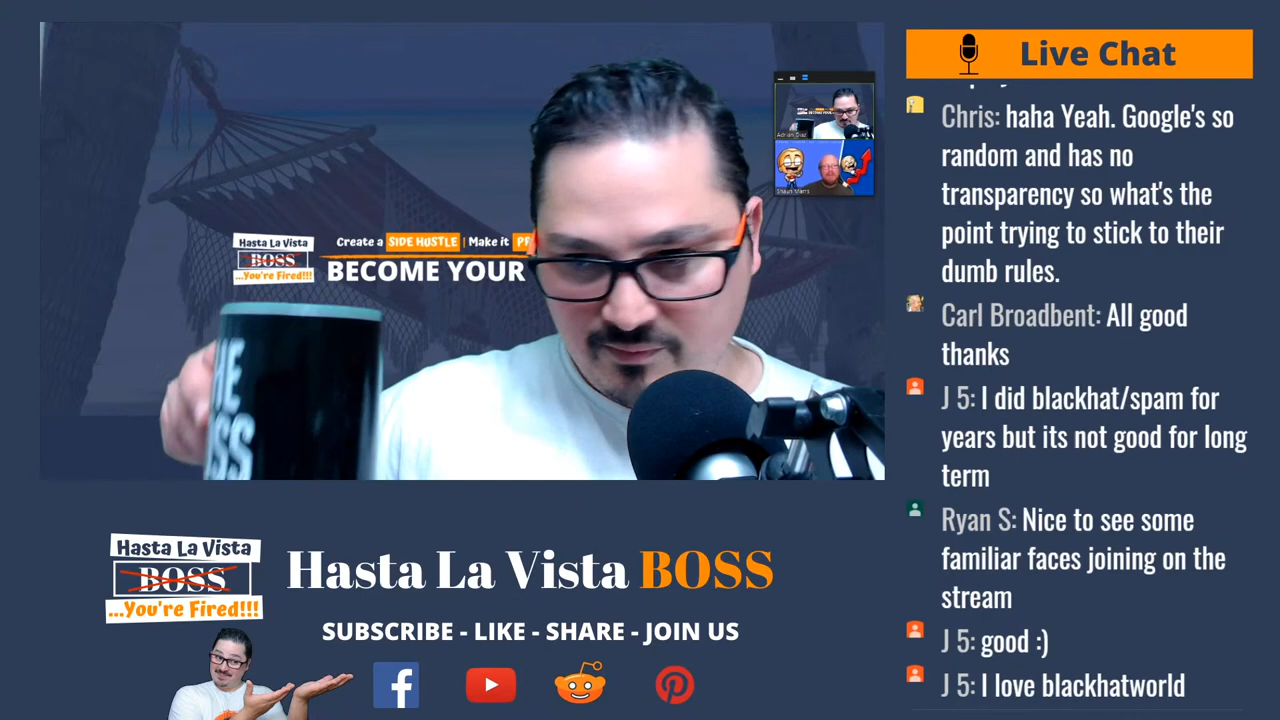 Hasta La Vista
BOSS
...You're Fired!!!
Create a SIDE HUSTLE | Make it
BECOME YOUR
HE
SS
Adrian Diaz
Hasta La Vista
BOSS
...You're Fired!!!
Hasta La Vista BOSS
SUBSCRIBE - LIKE - SHARE - JOIN US
Live Chat
Chris: haha Yeah. Google's so
random and has no
transparency so what's the
point trying to stick to their
dumb rules.
Carl Broadbent: All good
thanks
J 5: I did blackhat/spam for
years but its not good for long
term
Ryan S: Nice to see some
familiar faces joining on the
stream
J 5: good :)
J 5: I love blackhatworld